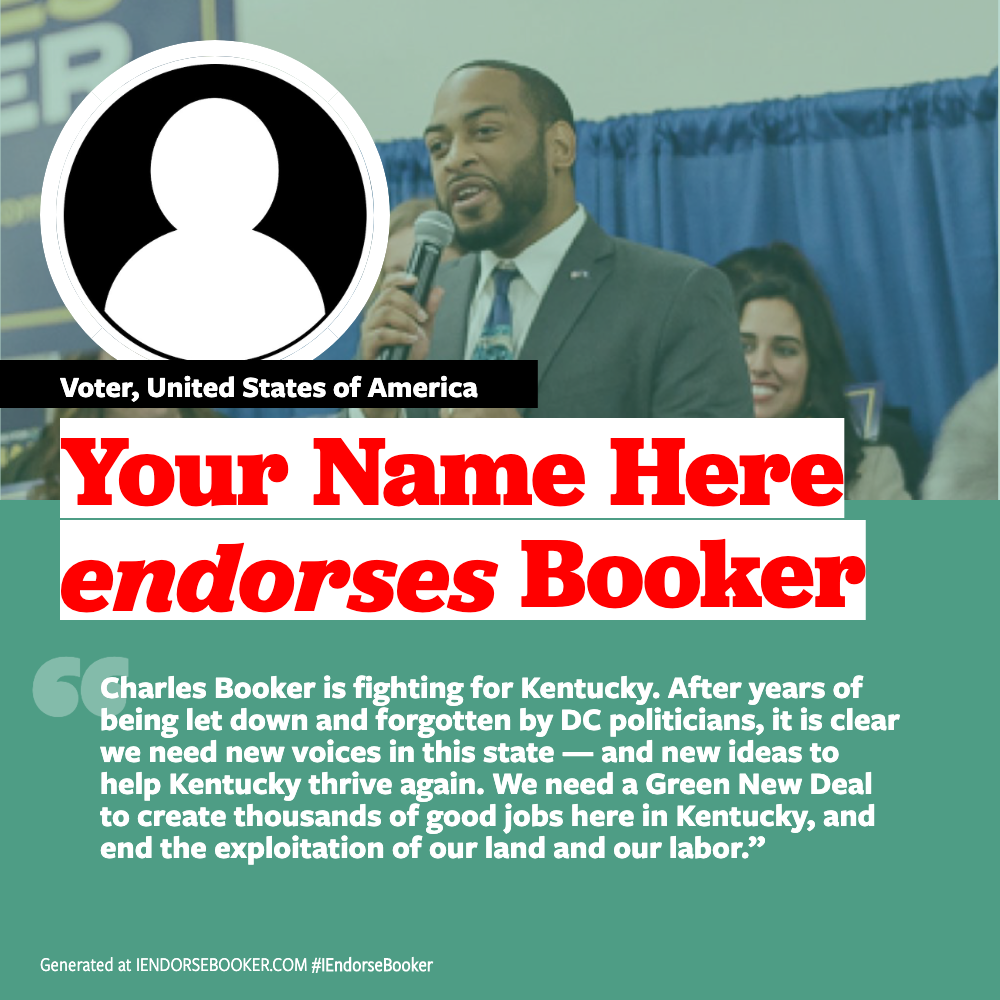 ER
Voter, United States of America
Your Name Here
endorses Booker
“Charles Booker is fighting for Kentucky. After years of
being let down and forgotten by DC politicians, it is clear
we need new voices in this state — and new ideas to
help Kentucky thrive again. We need a Green New Deal
to create thousands of good jobs here in Kentucky, and
end the exploitation of our land and our labor.”
Generated at IENDORSEBOOKER.COM #IEndorseBooker